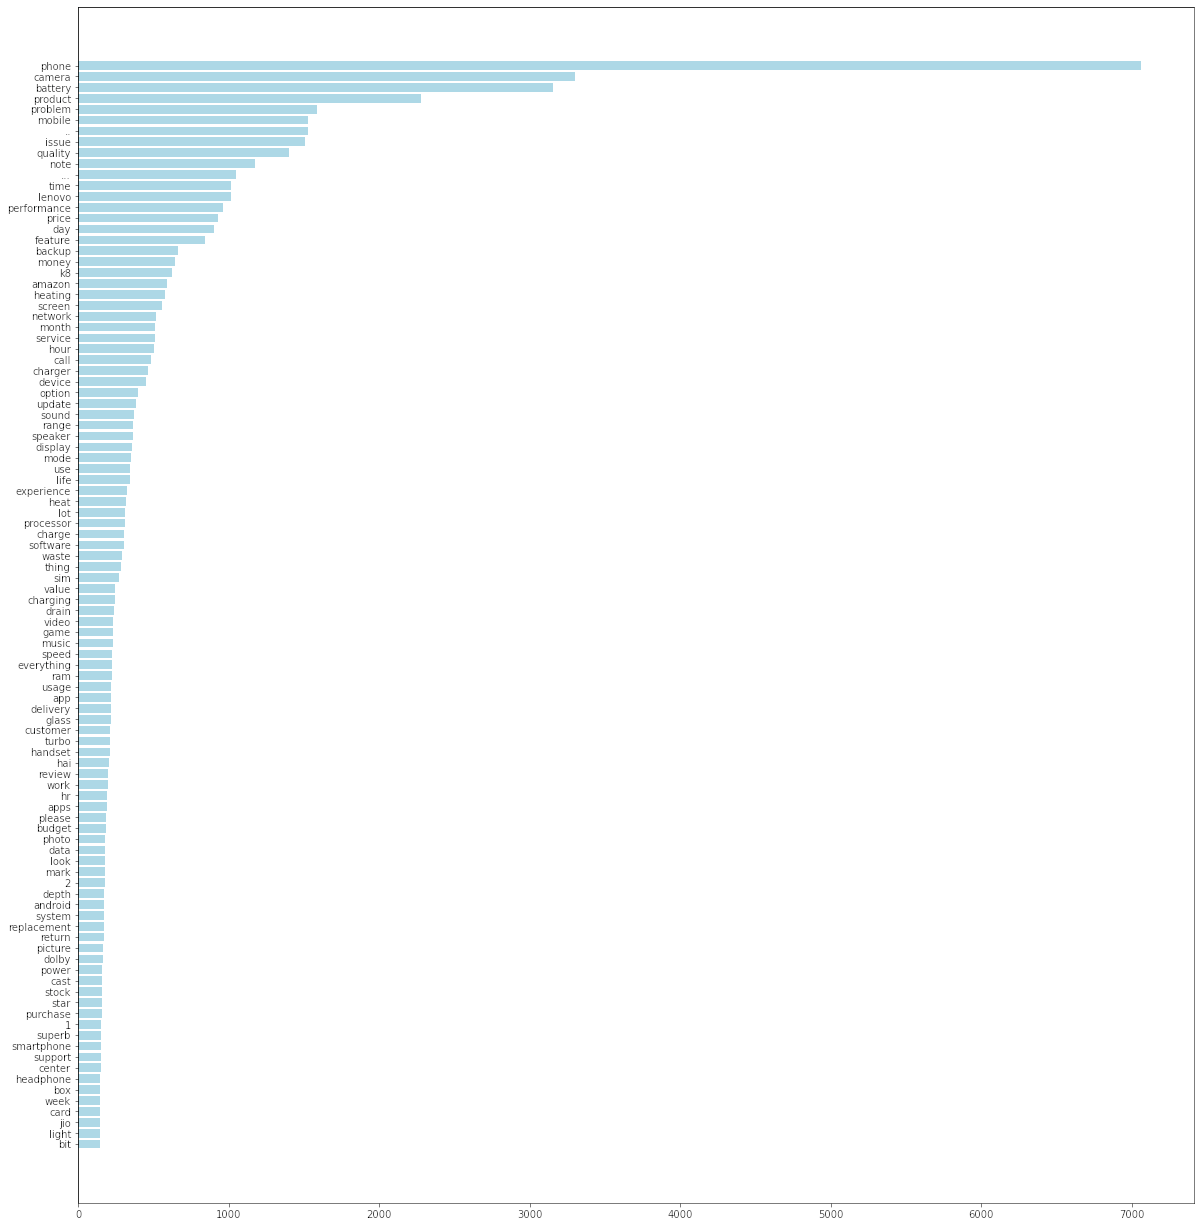 phone
camera
battery
product
problem
mobile
..
issue
quality
note
...
time
lenovo
performance
price
day
feature
backup
money
k8
amazon
heating
screen
network
month
service
hour
call
charger
device
option
update
sound
range
speaker
display
mode
use
life
experience
heat
lot
processor
charge
software
waste
thing
sim
value
charging
drain
video
game
music
speed
everything
ram
usage
app
delivery
glass
customer
turbo
handset
hai
review
work
hr
apps
please
budget
photo
data
look
mark
2
depth
android
system
replacement
return
picture
dolby
power
cast
stock
star
purchase
1
superb
smartphone
support
center
headphone
box
week
card
jio
light
bit
0 1000 2000 3000 4000 5000 6000 7000